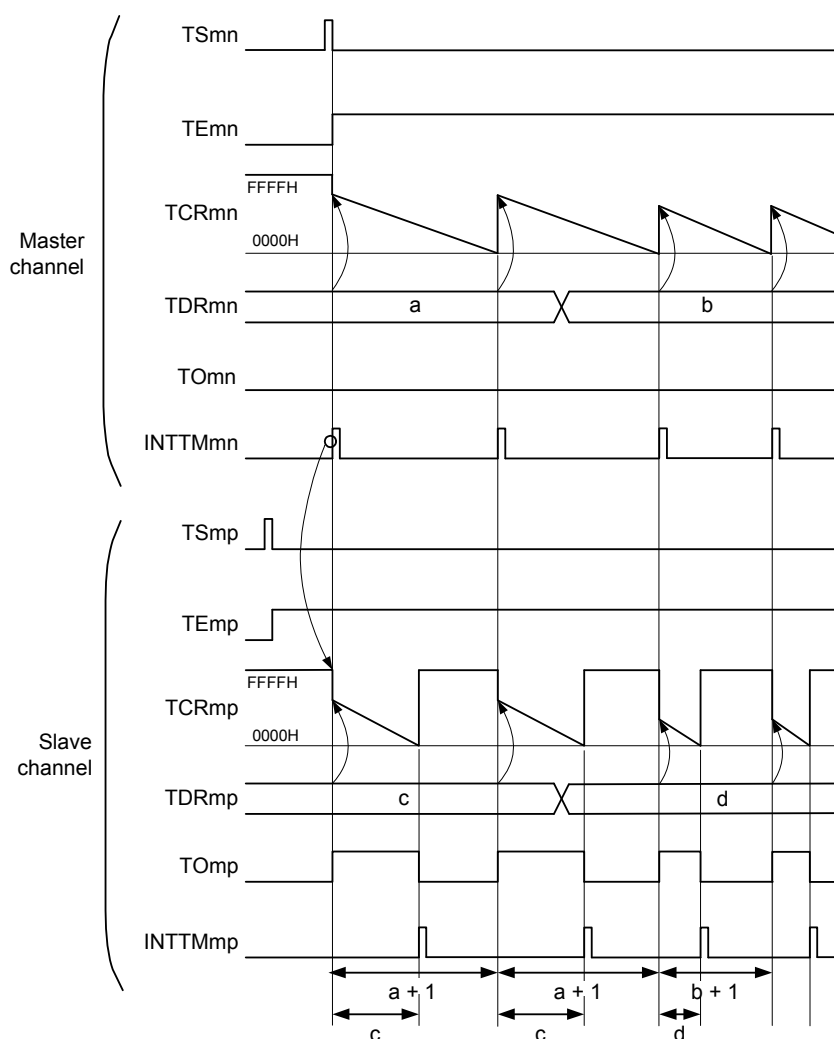 TSmn
TEmn
FFFFH
TCRmn
0000H
Master
channel
TDRmn
a
b
TOmn
INTTMmn
TSmp
TEmp
FFFFH
TCRmp
0000H
Slave
channel
TDRmp
c
d
TOmp
INTTMmp
a + 1
a + 1
b + 1
c
c
d